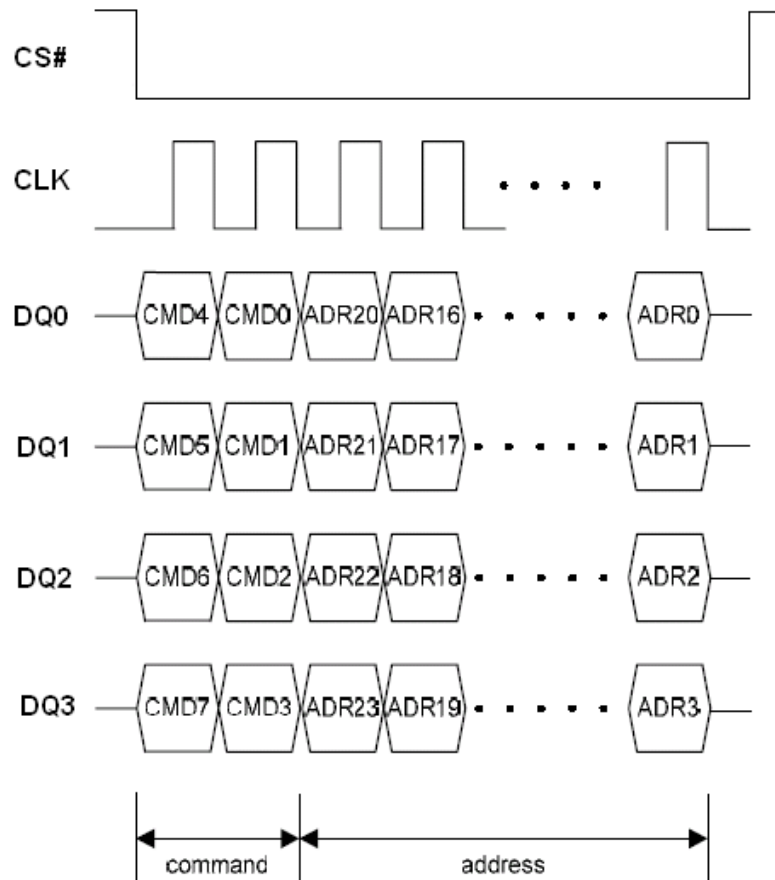 CS#
CLK
DQ0 CMD4 CMD0 ADR20 ADR16 ADR0
DQ1 CMD5 CMD1 ADR21 ADR17 ADR1
DQ2 CMD6 CMD2 ADR22 ADR18 ADR2
DQ3 CMD7 CMD3 ADR23 ADR19 ADR3
command address